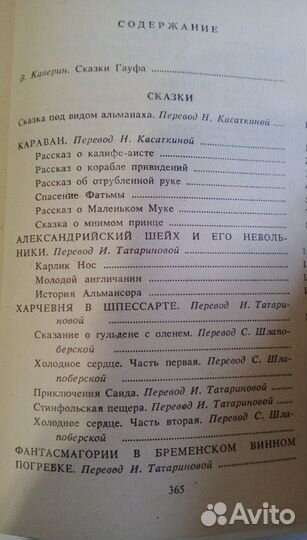 СОДЕРЖАНИЕ
В. Каверин. Сказки Гауфа
СКАЗКИ
Сказка под видом альманаха. Перевод Н. Касаткиной
КАРАВАН. Перевод Н. Касаткиной
Рассказ о калифе-аисте
Рассказ о корабле привидений
Рассказ об отрубленной руке
Спасение Фатьмы
Рассказ о Маленьком Муке
Сказка о мнимом принце
АЛЕКСАНДРИЙСКИЙ ШЕЙХ И ЕГО НЕВОЛЬ-
НИКИ. Перевод И. Татариновой
Карлик Нос
Молодой англичанин
История Альмансора
ХАРЧЕВНЯ В ШПЕССАРТЕ. Перевод И. Татари-
новой
Сказание о гульдене с оленем. Перевод С. Шлапо-
берской
Холодное сердце. Часть первая. Перевод С. Шла-
поберской
Приключения Саида. Перевод И. Татариновой
Стинфольская пещера. Перевод И. Татариновой
Холодное сердце. Часть вторая. Перевод С. Шла-
поберской
ФАНТАСМАГОРИИ В БРЕМЕНСКОМ ВИННОМ
ПОГРЕБКЕ. Перевод И. Татариновой
365
Avito